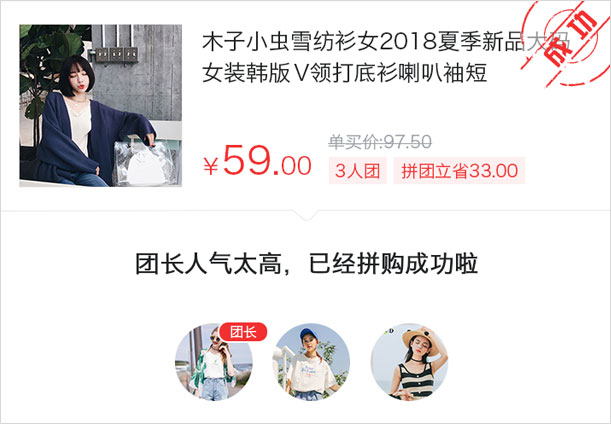 木子小虫雪纺衫女2018夏季新品大码
女装韩版V领打底衫喇叭袖短
成功
单买价:97.50
¥59.00
3人团 拼团立省33.00
团长人气太高，已经拼购成功啦
团长